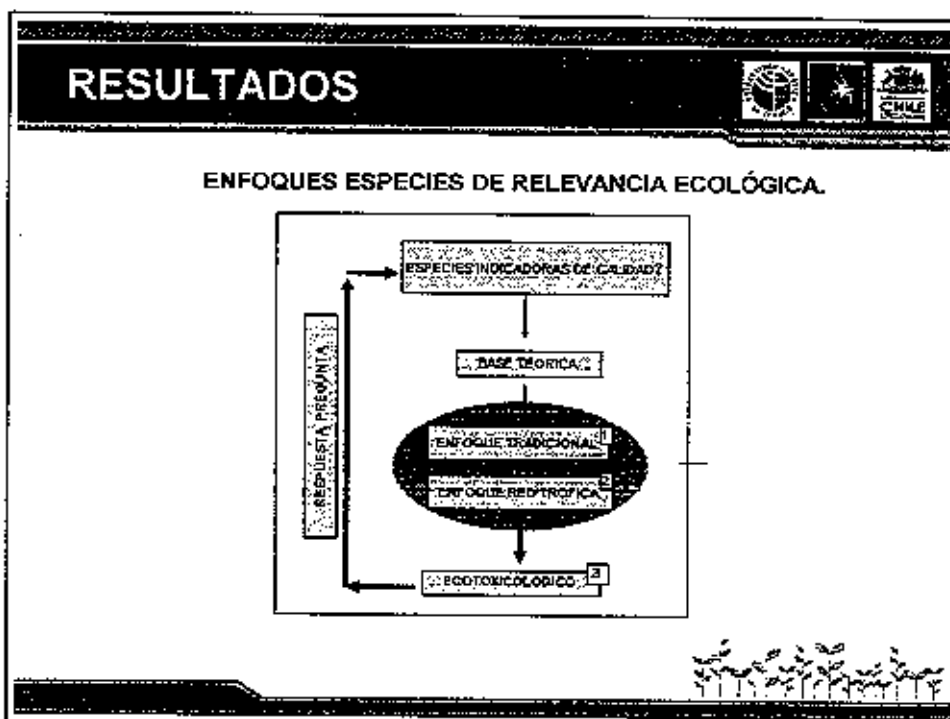 RESULTADOS
CHILE
ENFOQUES ESPECIES DE RELEVANCIA ECOLÓGICA.
ESPECIES INDICADORAS DE CALIDAD?
BASE TEORICA
RESPUESTA PREGUNTA
ENFOQUE TRADICIONAL 1
ENFOQUE RED TROFICA 2
ECOTOXICOLOGICO 3